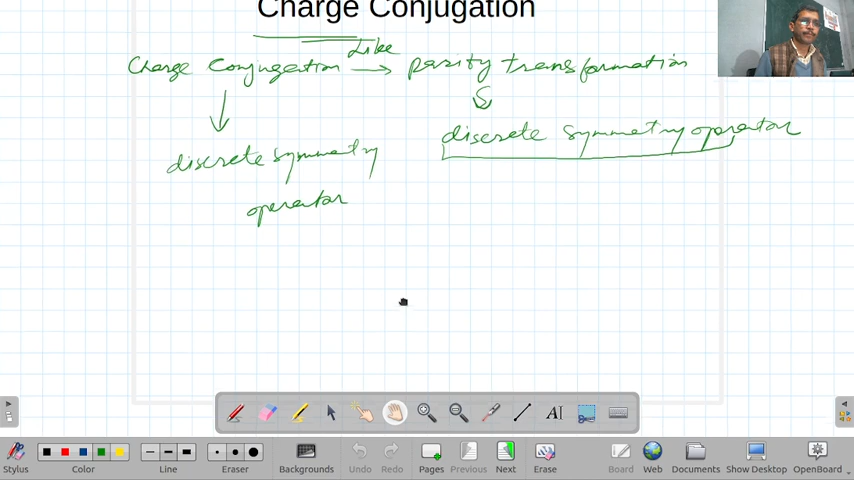 Charge Conjugation
Like
Charge Conjugation → parity transformation
discrete symmetry operator
discrete symmetry
operator
Stylus
Color
Line
Eraser
Backgrounds
Undo
Redo
Pages
Previous
Next
Erase
Board
Web
Documents
Show Desktop
OpenBoard